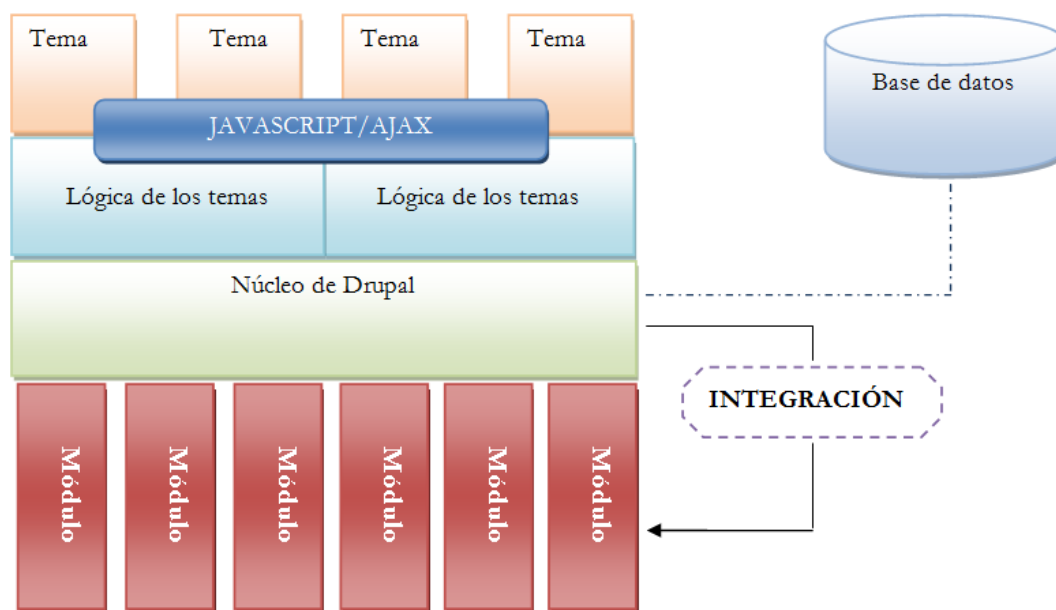 Tema
Tema
Tema
Tema
Base de datos
JAVASCRIPT/AJAX
Lógica de los temas
Lógica de los temas
Núcleo de Drupal
INTEGRACIÓN
Módulo
Módulo
Módulo
Módulo
Módulo
Módulo